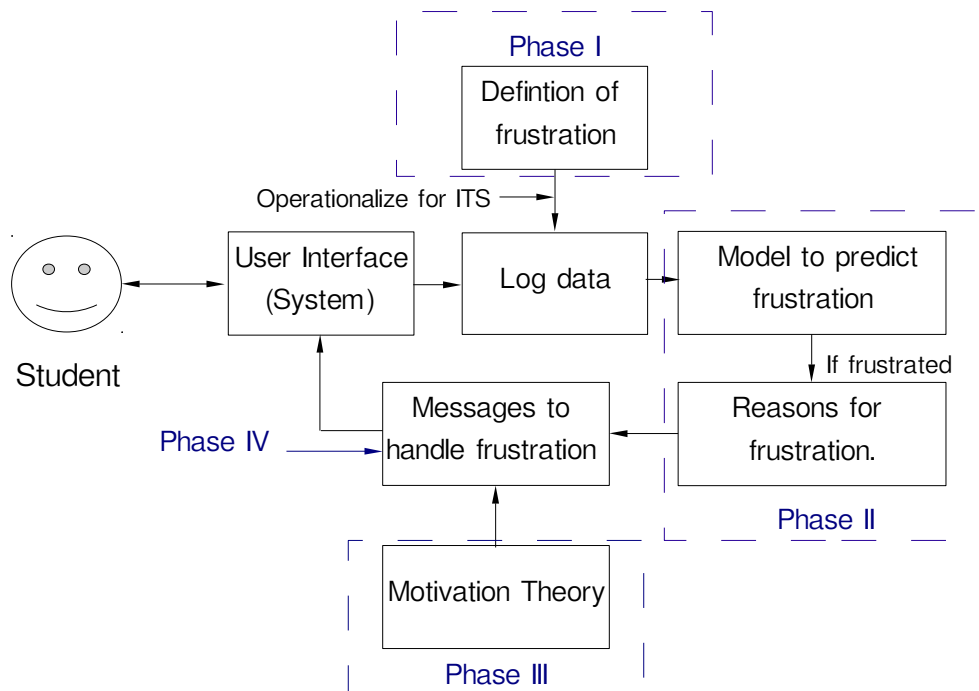 Phase I
Defintion of
frustration
Operationalize for ITS
User Interface
(System)
Log data
Model to predict
frustration
Student
If frustrated
Messages to
handle frustration
Reasons for
frustration.
Phase IV
Phase II
Motivation Theory
Phase III